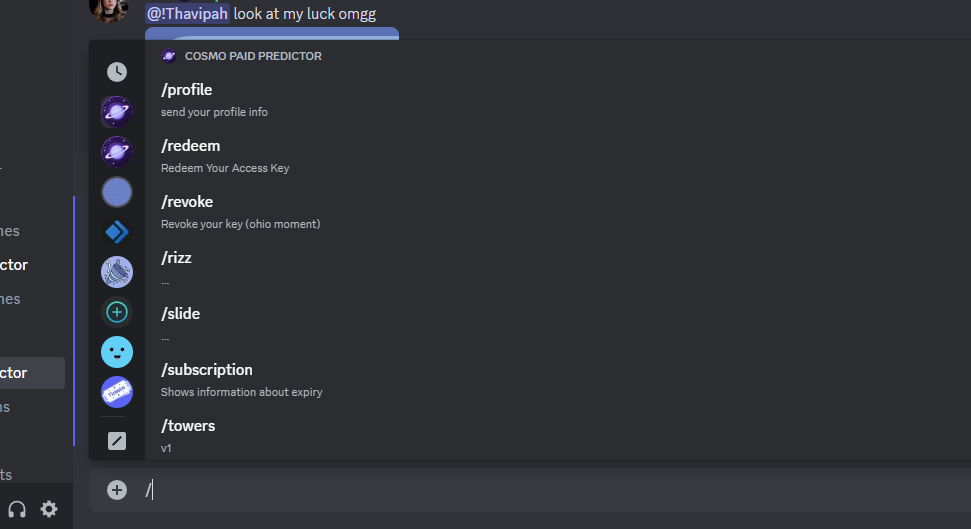 @!Thavipah look at my luck omgg
COSMO PAID PREDICTOR
/profile
send your profile info
/redeem
Redeem Your Access Key
/revoke
Revoke your key (ohio moment)
/rizz
...
/slide
...
/subscription
Shows information about expiry
/towers
v1
/
nes
ctor
nes
ctor
ns
ts
Tickets